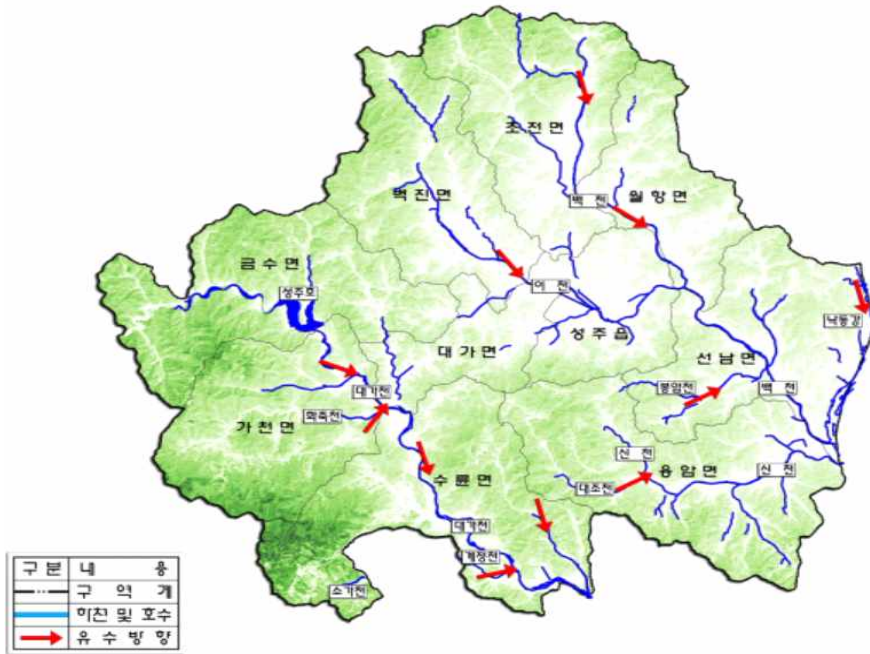 초전면
벽진면
백천
월항면
금수면
성주호
이천
낙동강
성주읍
대가면
선남면
대가천
봉암천
백천
화죽천
가천면
신천
용암면
신천
수륜면
대조천
대가천
계정천
소가천
구분 내용
구역계
하천 및 호수
유수방향